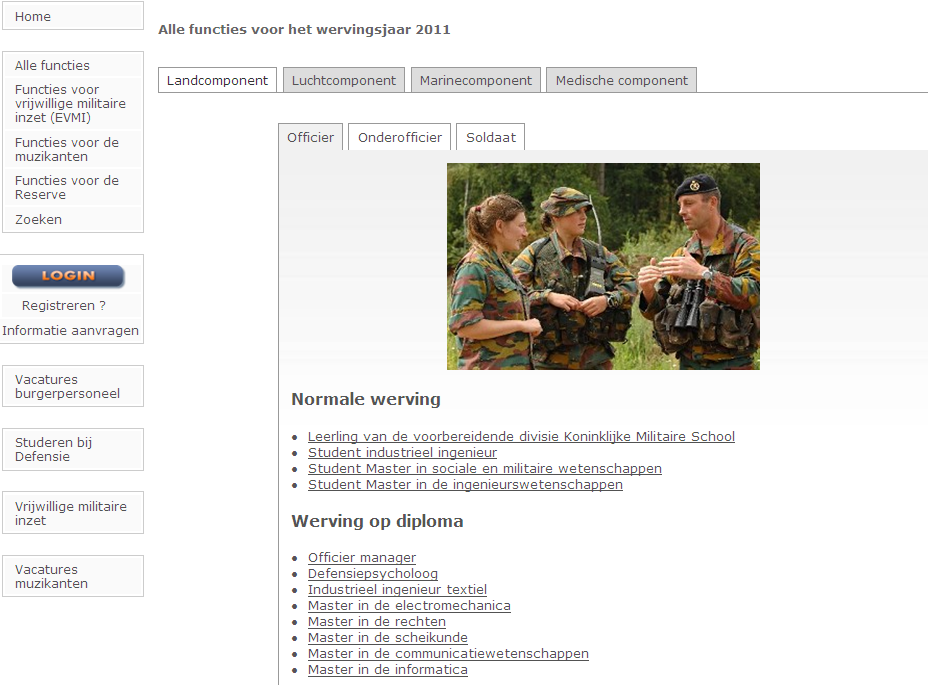 Home
Alle functies
Functies voor
vrijwillige militaire
inzet (EVMI)
Functies voor de
muzikanten
Functies voor de
Reserve
Zoeken
LOGIN
Registreren ?
Informatie aanvragen
Vacatures
burgerpersoneel
Studeren bij
Defensie
Vrijwillige militaire
inzet
Vacatures
muzikanten
Alle functies voor het wervingsjaar 2011
Landcomponent Luchtcomponent Marinecomponent Medische component
Officier Onderofficier Soldaat
Normale werving
Leerling van de voorbereidende divisie Koninklijke Militaire School
Student industrieel ingenieur
Student Master in sociale en militaire wetenschappen
Student Master in de ingenieurswetenschappen
Werving op diploma
Officier manager
Defensiepsycholoog
Industrieel ingenieur textiel
Master in de electromechanica
Master in de rechten
Master in de scheikunde
Master in de communicatiewetenschappen
Master in de informatica